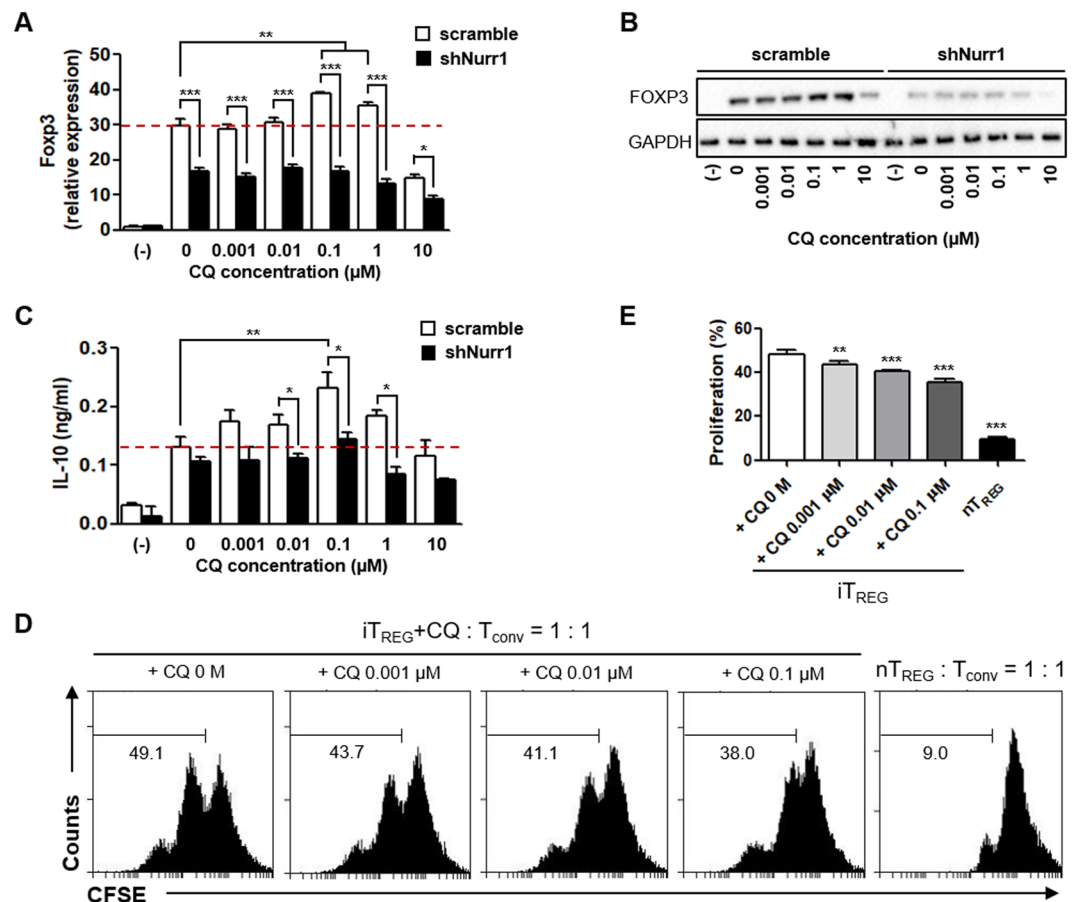 A
**
scramble
shNurr1
50
40
30
20
10
0
Foxp3
(relative expression)
*** *** *** *** *** *
(-) 0 0.001 0.01 0.1 1 10
CQ concentration (µM)
B
scramble shNurr1
FOXP3
GAPDH
(-) 0 0.001 0.01 0.1 1 10 (-) 0 0.001 0.01 0.1 1 10
CQ concentration (µM)
C
scramble
shNurr1
** * * *
0.3
0.2
0.1
0.0
IL-10 (ng/ml)
(-) 0 0.001 0.01 0.1 1 10
CQ concentration (µM)
E
60
40
20
0
Proliferation (%)
** *** *** ***
+ CQ 0 M
+ CQ 0.001 µM
+ CQ 0.01 µM
+ CQ 0.1 µM
nTREG
iTREG
D
iTREG+CQ : Tconv = 1 : 1
+ CQ 0 M + CQ 0.001 µM + CQ 0.01 µM + CQ 0.1 µM nTREG : Tconv = 1 : 1
49.1 43.7 41.1 38.0 9.0
Counts
CFSE